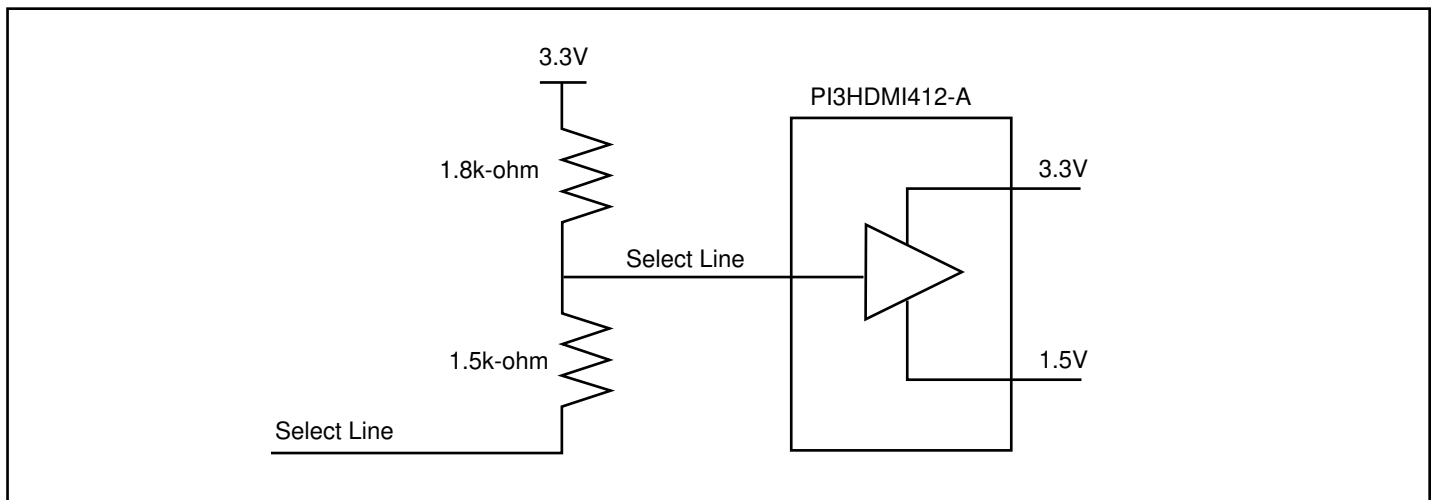 3.3V
PI3HDMI412-A
1.8k-ohm
3.3V
Select Line
1.5k-ohm
1.5V
Select Line